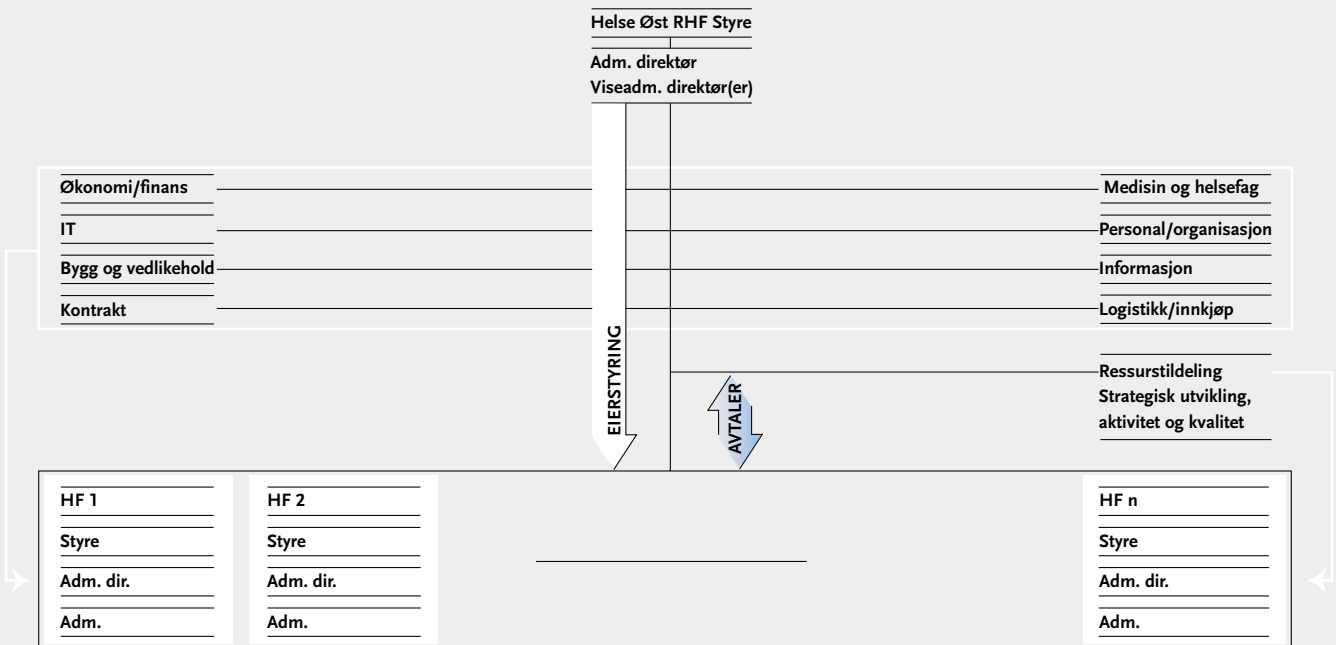 Helse Øst RHF Styre
Adm. direktør
Viseadm. direktør(er)
Økonomi/finans
Medisin og helsefag
IT
Personal/organisasjon
Bygg og vedlikehold
Informasjon
Kontrakt
Logistikk/innkjøp
EIERSTYRING
AVTALER
Ressurstildeling
Strategisk utvikling,
aktivitet og kvalitet
HF 1
Styre
Adm. dir.
Adm.
HF 2
Styre
Adm. dir.
Adm.
HF n
Styre
Adm. dir.
Adm.